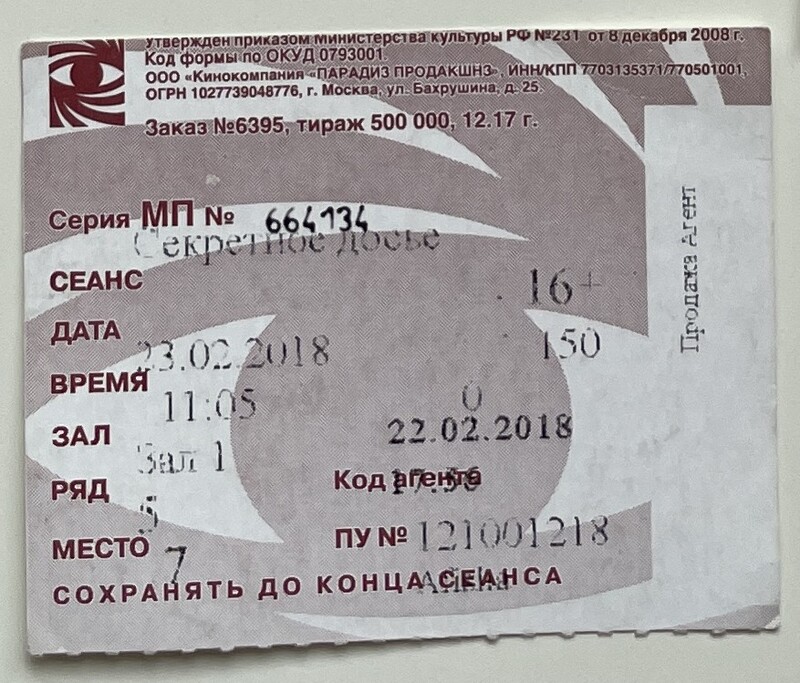 Утвержден приказом Министерства культуры РФ №231 от 8 декабря 2008 г.
Код формы по ОКУД 0793001.
ООО «Кинокомпания «ПАРАДИЗ ПРОДАКШНЗ», ИНН/КПП 7703135371/770501001,
ОГРН 1027739048776, г. Москва, ул. Бахрушина, д. 25.
Заказ №6395, тираж 500 000, 12.17 г.
Серия МП № 664134
Секретное досье
СЕАНС 16+
ДАТА 23.02.2018 150
ВРЕМЯ 11:05 0
22.02.2018
ЗАЛ Зал 1
РЯД 5 Код агента
МЕСТО 7 ПУ № 121001218
Afisha
СОХРАНЯТЬ ДО КОНЦА СЕАНСА
Продажа Агент